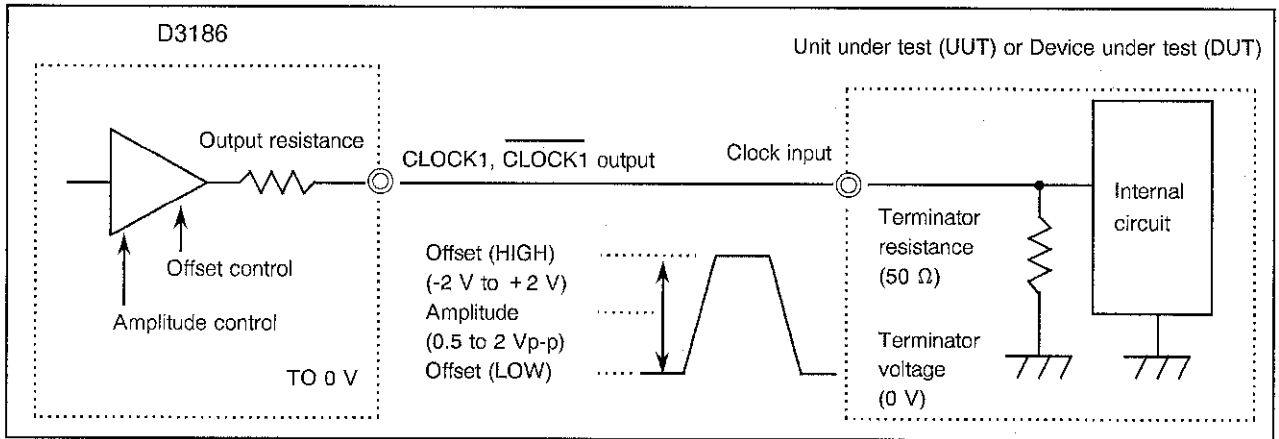 D3186
Unit under test (UUT) or Device under test (DUT)
Output resistance
CLOCK1, CLOCK1 output
Clock input
Offset control
Amplitude control
TO 0 V
Offset (HIGH)
(-2 V to +2 V)
Amplitude
(0.5 to 2 Vp-p)
Offset (LOW)
Terminator
resistance
(50 Ω)
Terminator
voltage
(0 V)
Internal
circuit